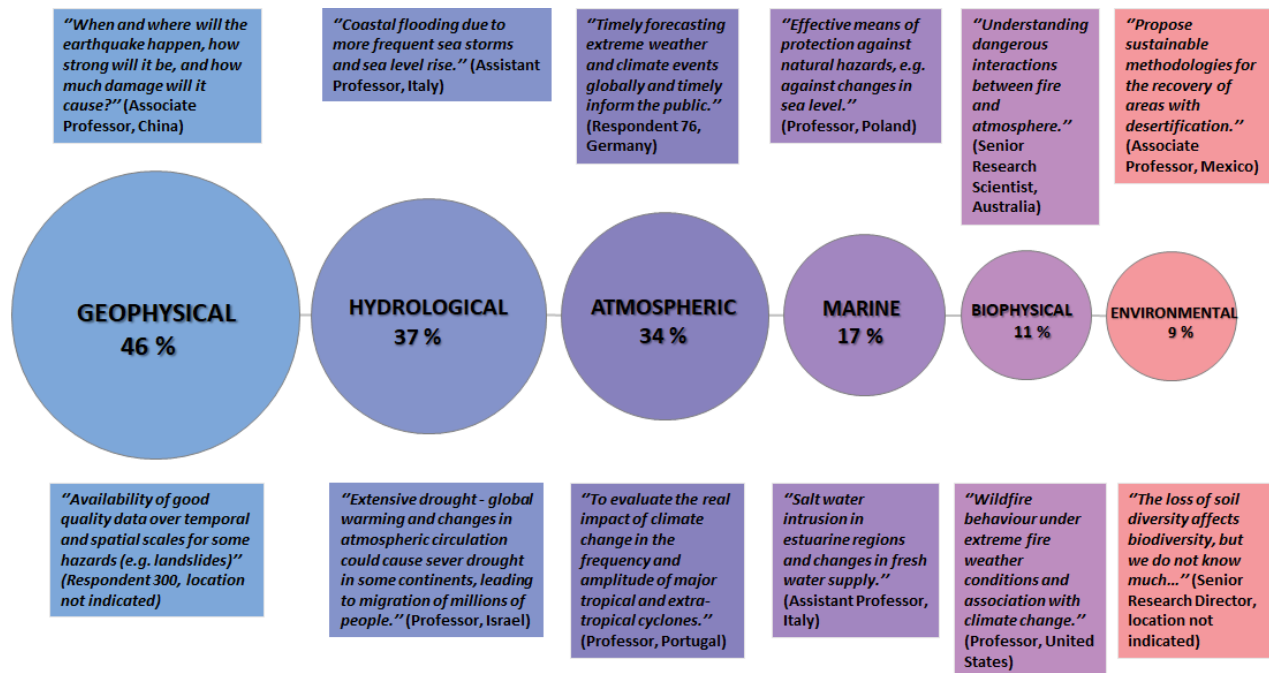 ‘‘When and where will the
earthquake happen, how
strong will it be, and how
much damage will it
cause?’’ (Associate
Professor, China)
‘‘Coastal flooding due to
more frequent sea storms
and sea level rise.’’ (Assistant
Professor, Italy)
‘‘Timely forecasting
extreme weather
and climate events
globally and timely
inform the public.’’
(Respondent 76,
Germany)
‘‘Effective means of
protection against
natural hazards, e.g.
against changes in
sea level.’’
(Professor, Poland)
‘‘Understanding
dangerous
interactions
between fire
and
atmosphere.’’
(Senior
Research
Scientist,
Australia)
‘‘Propose
sustainable
methodologies for
the recovery of
areas with
desertification.’’
(Associate
Professor, Mexico)
GEOPHYSICAL
46 %
HYDROLOGICAL
37 %
ATMOSPHERIC
34 %
MARINE
17 %
BIOPHYSICAL
11 %
ENVIRONMENTAL
9 %
‘‘Availability of good
quality data over temporal
and spatial scales for some
hazards (e.g. landslides)’’
(Respondent 300, location
not indicated)
‘‘Extensive drought - global
warming and changes in
atmospheric circulation
could cause sever drought
in some continents, leading
to migration of millions of
people.’’ (Professor, Israel)
‘‘To evaluate the real
impact of climate
change in the
frequency and
amplitude of major
tropical and extra-
tropical cyclones.’’
(Professor, Portugal)
‘‘Salt water
intrusion in
estuarine regions
and changes in fresh
water supply.’’
(Assistant Professor,
Italy)
‘‘Wildfire
behaviour under
extreme fire
weather
conditions and
association with
climate change.’’
(Professor, United
States)
‘‘The loss of soil
diversity affects
biodiversity, but
we do not know
much...’’ (Senior
Research Director,
location not
indicated)